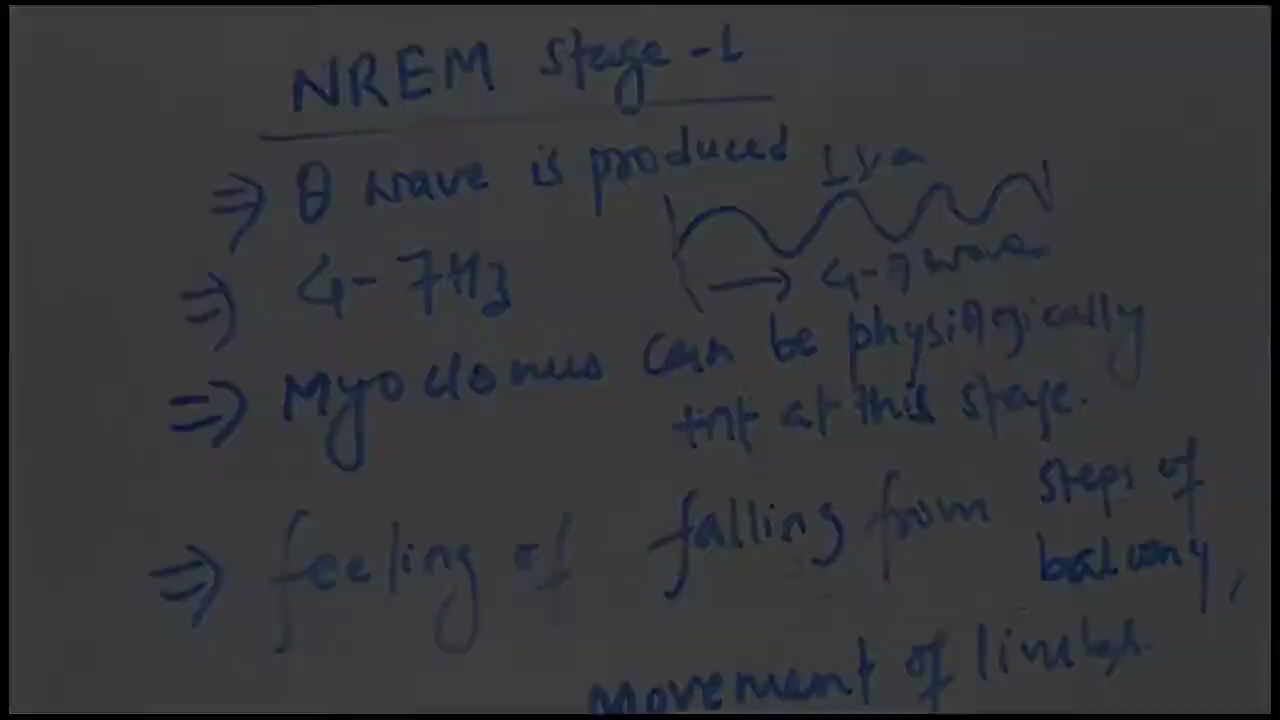 NREM stage -1
⇒ θ wave is produced
⇒ 4-7Hz
→ 4-7 wave
⇒ Myoclonus can be physiologically
at this stage.
⇒ feeling of falling from steps of
balcony,
movement of limbs.